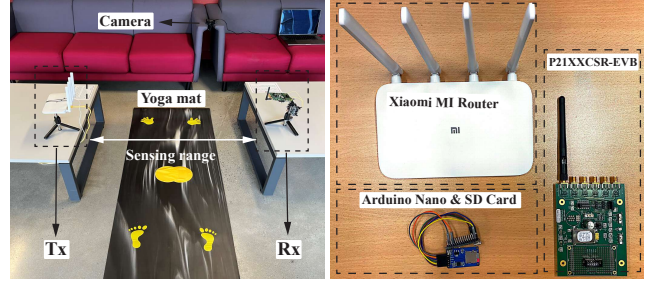 Camera
Yoga mat
Sensing range
Tx
Rx
P21XXCSR-EVB
Xiaomi MI Router
mi
Arduino Nano & SD Card